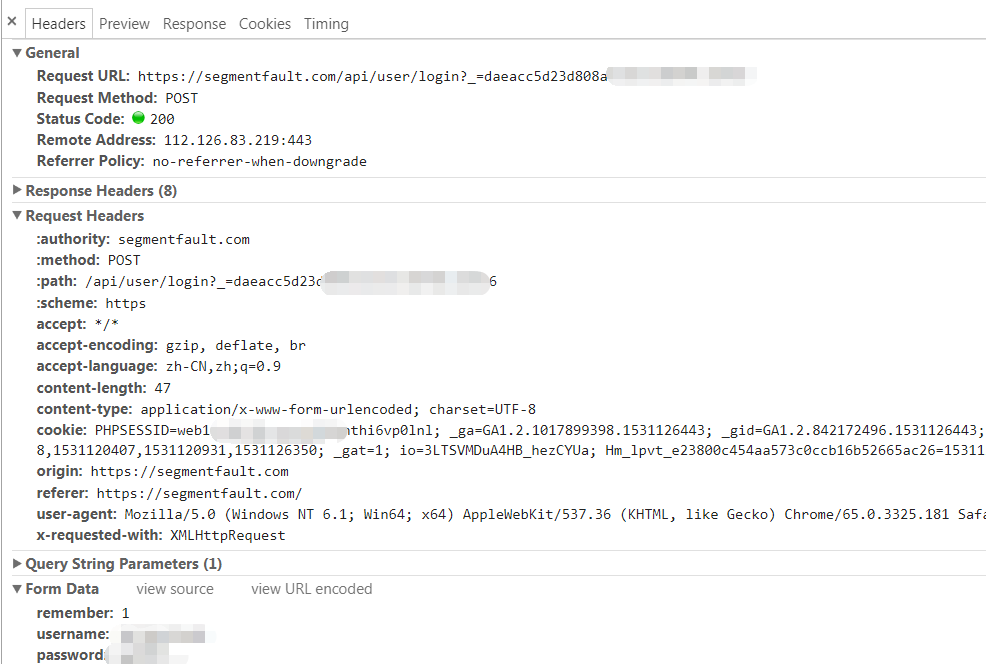 Headers Preview Response Cookies Timing
General
Request URL: https://segmentfault.com/api/user/login?_=daeacc5d23d808a
Request Method: POST
Status Code: 200
Remote Address: 112.126.83.219:443
Referrer Policy: no-referrer-when-downgrade
Response Headers (8)
Request Headers
:authority: segmentfault.com
:method: POST
:path: /api/user/login?_=daeacc5d23d 6
:scheme: https
accept: */*
accept-encoding: gzip, deflate, br
accept-language: zh-CN,zh;q=0.9
content-length: 47
content-type: application/x-www-form-urlencoded; charset=UTF-8
cookie: PHPSESSID=web1 nthi6vp0lnl; _ga=GA1.2.1017899398.1531126443; _gid=GA1.2.842172496.1531126443;
8,1531120407,1531120931,1531126350; _gat=1; io=3LTSVMDuA4HB_hezCYUa; Hm_lpvt_e23800c454aa573c0ccb16b52665ac26=15311
origin: https://segmentfault.com
referer: https://segmentfault.com/
user-agent: Mozilla/5.0 (Windows NT 6.1; Win64; x64) AppleWebKit/537.36 (KHTML, like Gecko) Chrome/65.0.3325.181 Safa
x-requested-with: XMLHttpRequest
Query String Parameters (1)
Form Data view source view URL encoded
remember: 1
username:
password: